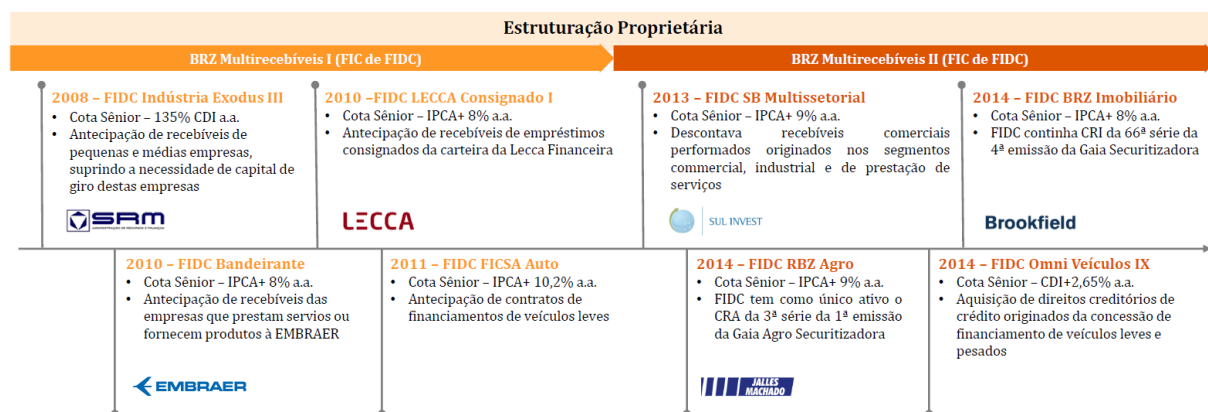 Estruturação Proprietária
BRZ Multirecebíveis I (FIC de FIDC)
BRZ Multirecebíveis II (FIC de FIDC)
2008 – FIDC Indústria Exodus III
• Cota Sênior – 135% CDI a.a.
• Antecipação de recebíveis de
pequenas e médias empresas,
suprindo a necessidade de capital de
giro destas empresas
SRM
ADMINISTRAÇÃO DE RECURSOS E FINANÇAS
2010 –FIDC LECCA Consignado I
• Cota Sênior – IPCA+ 8% a.a.
• Antecipação de recebíveis de empréstimos
consignados da carteira da Lecca Financeira
LECCA
2013 – FIDC SB Multissetorial
• Cota Sênior – IPCA+ 9% a.a.
• Descontava recebíveis comerciais
performados originados nos segmentos
commercial, industrial e de prestação de
serviços
SUL INVEST
2014 – FIDC BRZ Imobiliário
• Cota Sênior – IPCA+ 8% a.a.
• FIDC continha CRI da 66ª série da
4ª emissão da Gaia Securitizadora
Brookfield
2010 – FIDC Bandeirante
• Cota Sênior – IPCA+ 8% a.a.
• Antecipação de recebíveis das
empresas que prestam servios ou
fornecem produtos à EMBRAER
EMBRAER
2011 – FIDC FICSA Auto
• Cota Sênior – IPCA+ 10,2% a.a.
• Antecipação de contratos de
financiamentos de veículos leves
2014 – FIDC RBZ Agro
• Cota Sênior – IPCA+ 9% a.a.
• FIDC tem como único ativo o
CRA da 3ª série da 1ª emissão
da Gaia Agro Securitizadora
JALLES
MACHADO
2014 – FIDC Omni Veículos IX
• Cota Sênior – CDI+2,65% a.a.
• Aquisição de direitos creditórios de
crédito originados da concessão de
financiamento de veículos leves e
pesados